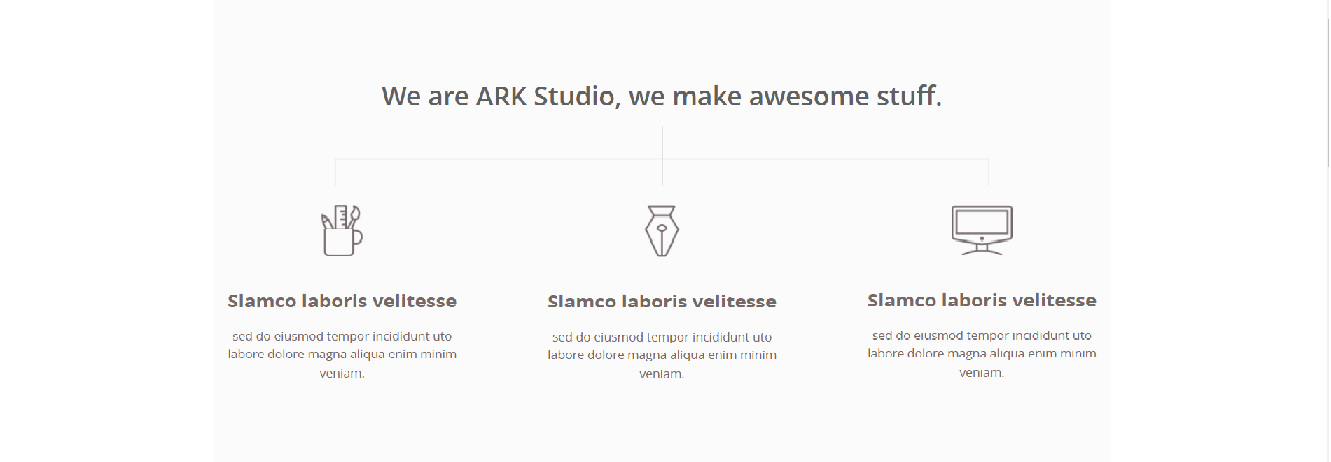 We are ARK Studio, we make awesome stuff.
Slamco laboris velitesse
sed do eiusmod tempor incididunt uto
labore dolore magna aliqua enim minim
veniam.
Slamco laboris velitesse
sed do eiusmod tempor incididunt uto
labore dolore magna aliqua enim minim
veniam.
Slamco laboris velitesse
sed do eiusmod tempor incididunt uto
labore dolore magna aliqua enim minim
veniam.